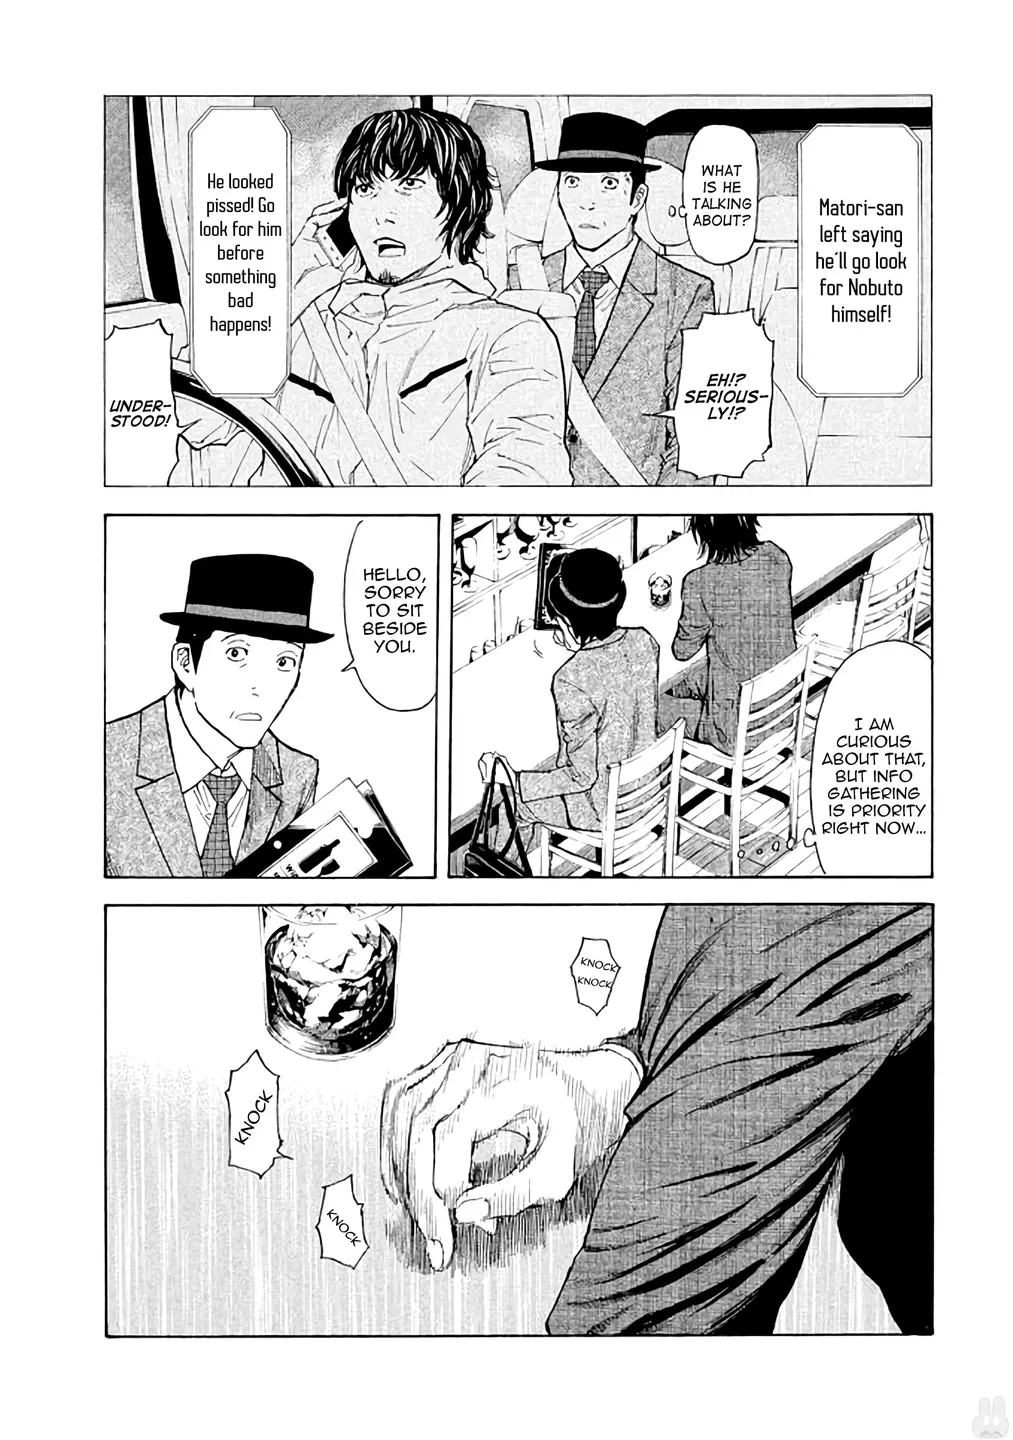 Matori-san
left saying
he'll go look
for Nobuto
himself!
WHAT
IS HE
TALKING
ABOUT?
EH!?
SERIOUS-
LY!?
He looked
pissed! Go
look for him
before
something
bad
happens!
UNDER-
STOOD!
I AM
CURIOUS
ABOUT THAT,
BUT INFO
GATHERING
IS PRIORITY
RIGHT NOW...
HELLO,
SORRY
TO SIT
BESIDE
YOU.
KNOCK
KNOCK
KNOCK
KNOCK